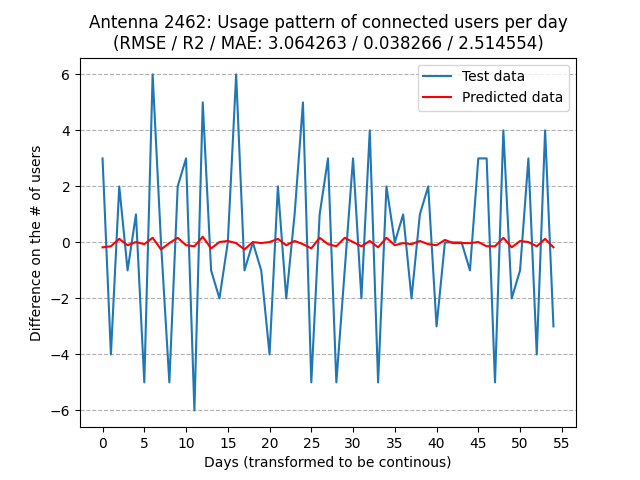 Antenna 2462: Usage pattern of connected users per day
(RMSE / R2 / MAE: 3.064263 / 0.038266 / 2.514554)
Test data
Predicted data
6
4
2
0
−2
−4
−6
Difference on the # of users
0 5 10 15 20 25 30 35 40 45 50 55
Days (transformed to be continous)